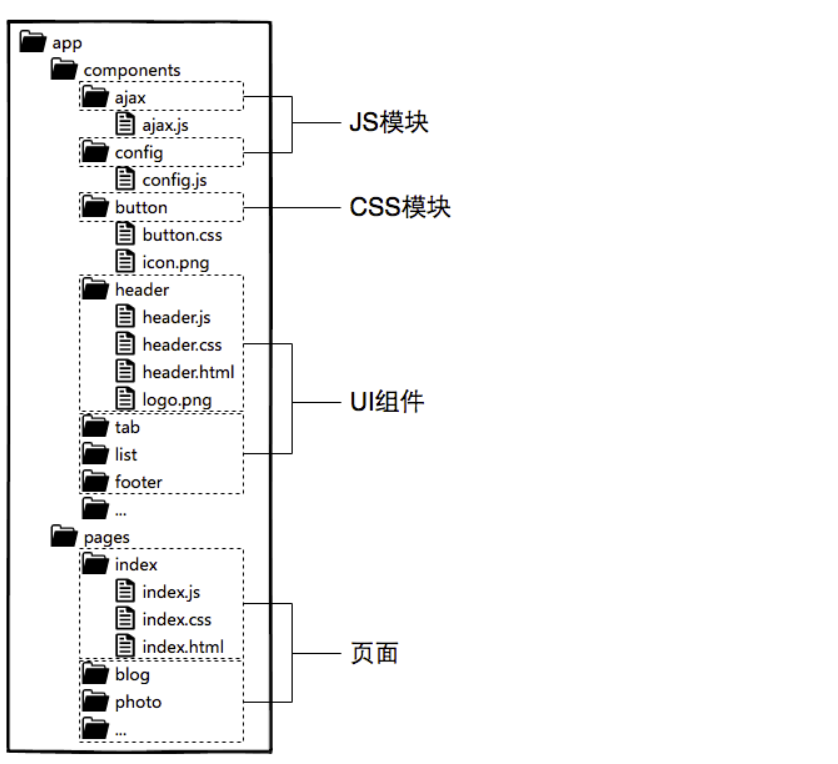 app
components
ajax
ajax.js
JS模块
config
config.js
button
CSS模块
button.css
icon.png
header
header.js
header.css
header.html
logo.png
UI组件
tab
list
footer
...
pages
index
index.js
index.css
index.html
页面
blog
photo
...